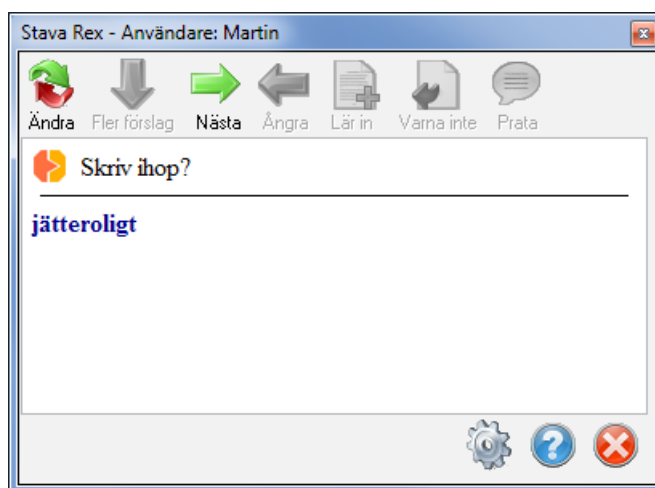 Stava Rex - Användare: Martin
Ändra Fler förslag Nästa Ångra Lär in Varna inte Prata
Skriv ihop?
jätteroligt